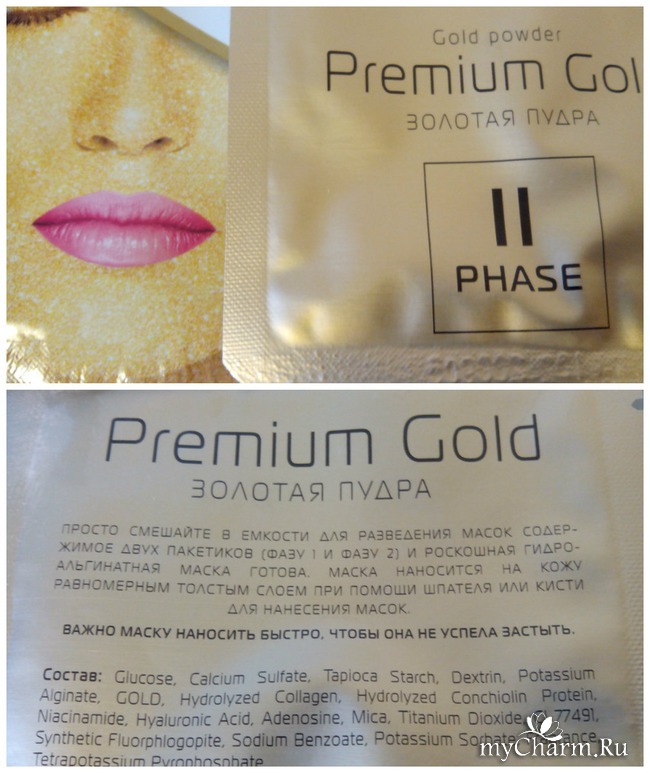 Gold powder
Premium Gol
ЗОЛОТАЯ ПУДРА
II
PHASE
Premium Gold
ЗОЛОТАЯ ПУДРА
ПРОСТО СМЕШАЙТЕ В ЕМКОСТИ ДЛЯ РАЗВЕДЕНИЯ МАСОК СОДЕР-
ЖИМОЕ ДВУХ ПАКЕТИКОВ (ФАЗУ 1 И ФАЗУ 2) И РОСКОШНАЯ ГИДРО-
АЛЬГИНАТНАЯ МАСКА ГОТОВА. МАСКА НАНОСИТСЯ НА КОЖУ
РАВНОМЕРНЫМ ТОЛСТЫМ СЛОЕМ ПРИ ПОМОЩИ ШПАТЕЛЯ ИЛИ КИСТИ
ДЛЯ НАНЕСЕНИЯ МАСОК.
ВАЖНО МАСКУ НАНОСИТЬ БЫСТРО, ЧТОБЫ ОНА НЕ УСПЕЛА ЗАСТЫТЬ.
Состав: Glucose, Calcium Sulfate, Tapioca Starch, Dextrin, Potassium
Alginate, GOLD, Hydrolyzed Collagen, Hydrolyzed Conchiolin Protein,
Niacinamide, Hyaluronic Acid, Adenosine, Mica, Titanium Dioxide, 77491,
Synthetic Fluorphlogopite, Sodium Benzoate, Potassium
Tetrapotassium Pyrophosphate
myCharm.Ru